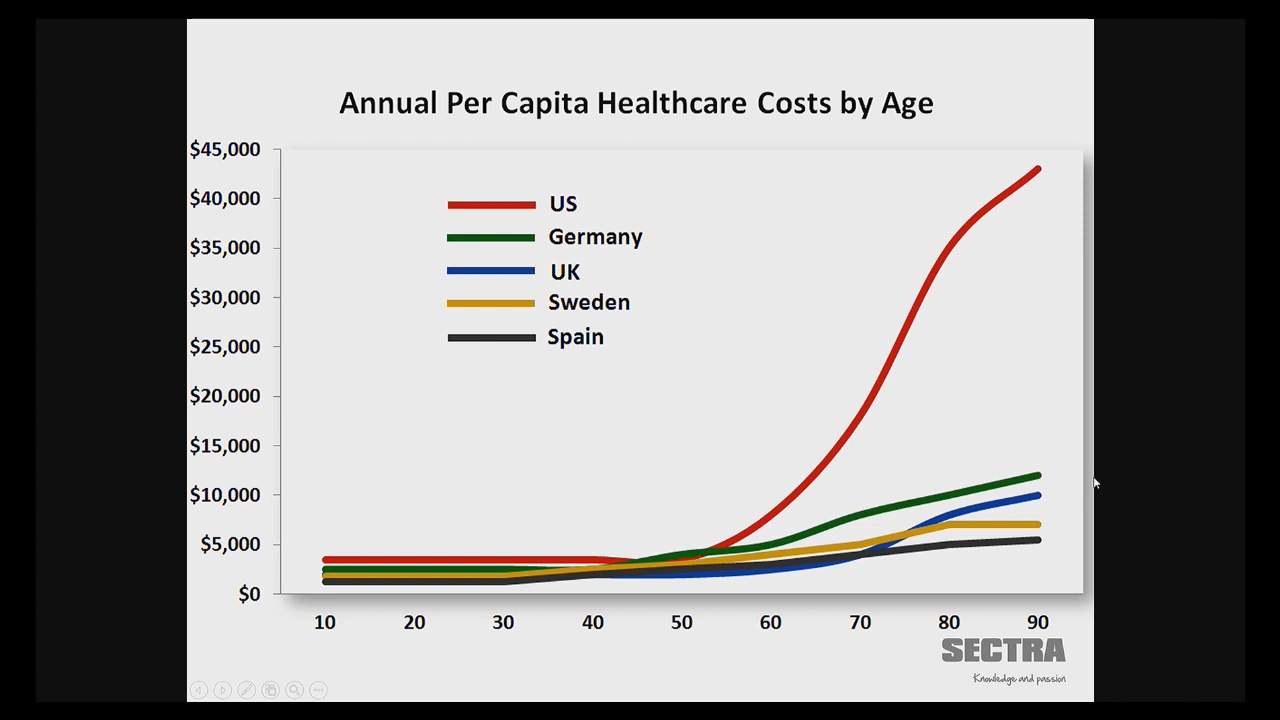 Annual Per Capita Healthcare Costs by Age
$45,000
$40,000
$35,000
$30,000
$25,000
$20,000
$15,000
$10,000
$5,000
$0
US
Germany
UK
Sweden
Spain
10 20 30 40 50 60 70 80 90
SECTRA
Knowledge and passion